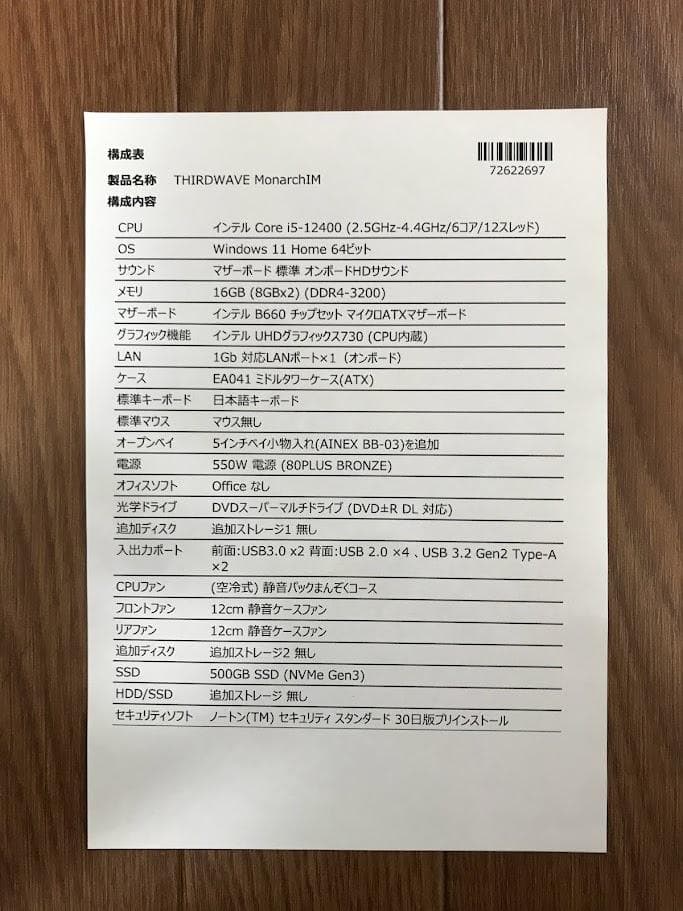 構成表
72622697
製品名称 THIRDWAVE MonarchIM
構成内容
CPU インテル Core i5-12400 (2.5GHz-4.4GHz/6コア/12スレッド)
OS Windows 11 Home 64ビット
サウンド マザーボード 標準 オンボードHDサウンド
メモリ 16GB (8GBx2) (DDR4-3200)
マザーボード インテル B660 チップセット マイクロATXマザーボード
グラフィック機能 インテル UHDグラフィックス730 (CPU内蔵)
LAN 1Gb 対応LANポート×1（オンボード）
ケース EA041 ミドルタワーケース(ATX)
標準キーボード 日本語キーボード
標準マウス マウス無し
オープンベイ 5インチベイ小物入れ(AINEX BB-03)を追加
電源 550W 電源 (80PLUS BRONZE)
オフィスソフト Office なし
光学ドライブ DVDスーパーマルチドライブ (DVD±R DL 対応)
追加ディスク 追加ストレージ1 無し
入出力ポート 前面:USB3.0 x2 背面:USB 2.0 ×4 、USB 3.2 Gen2 Type-A
×2
CPUファン (空冷式) 静音パックまんぞくコース
フロントファン 12cm 静音ケースファン
リアファン 12cm 静音ケースファン
追加ディスク 追加ストレージ2 無し
SSD 500GB SSD (NVMe Gen3)
HDD/SSD 追加ストレージ 無し
セキュリティソフト ノートン(TM) セキュリティ スタンダード 30日版プリインストール